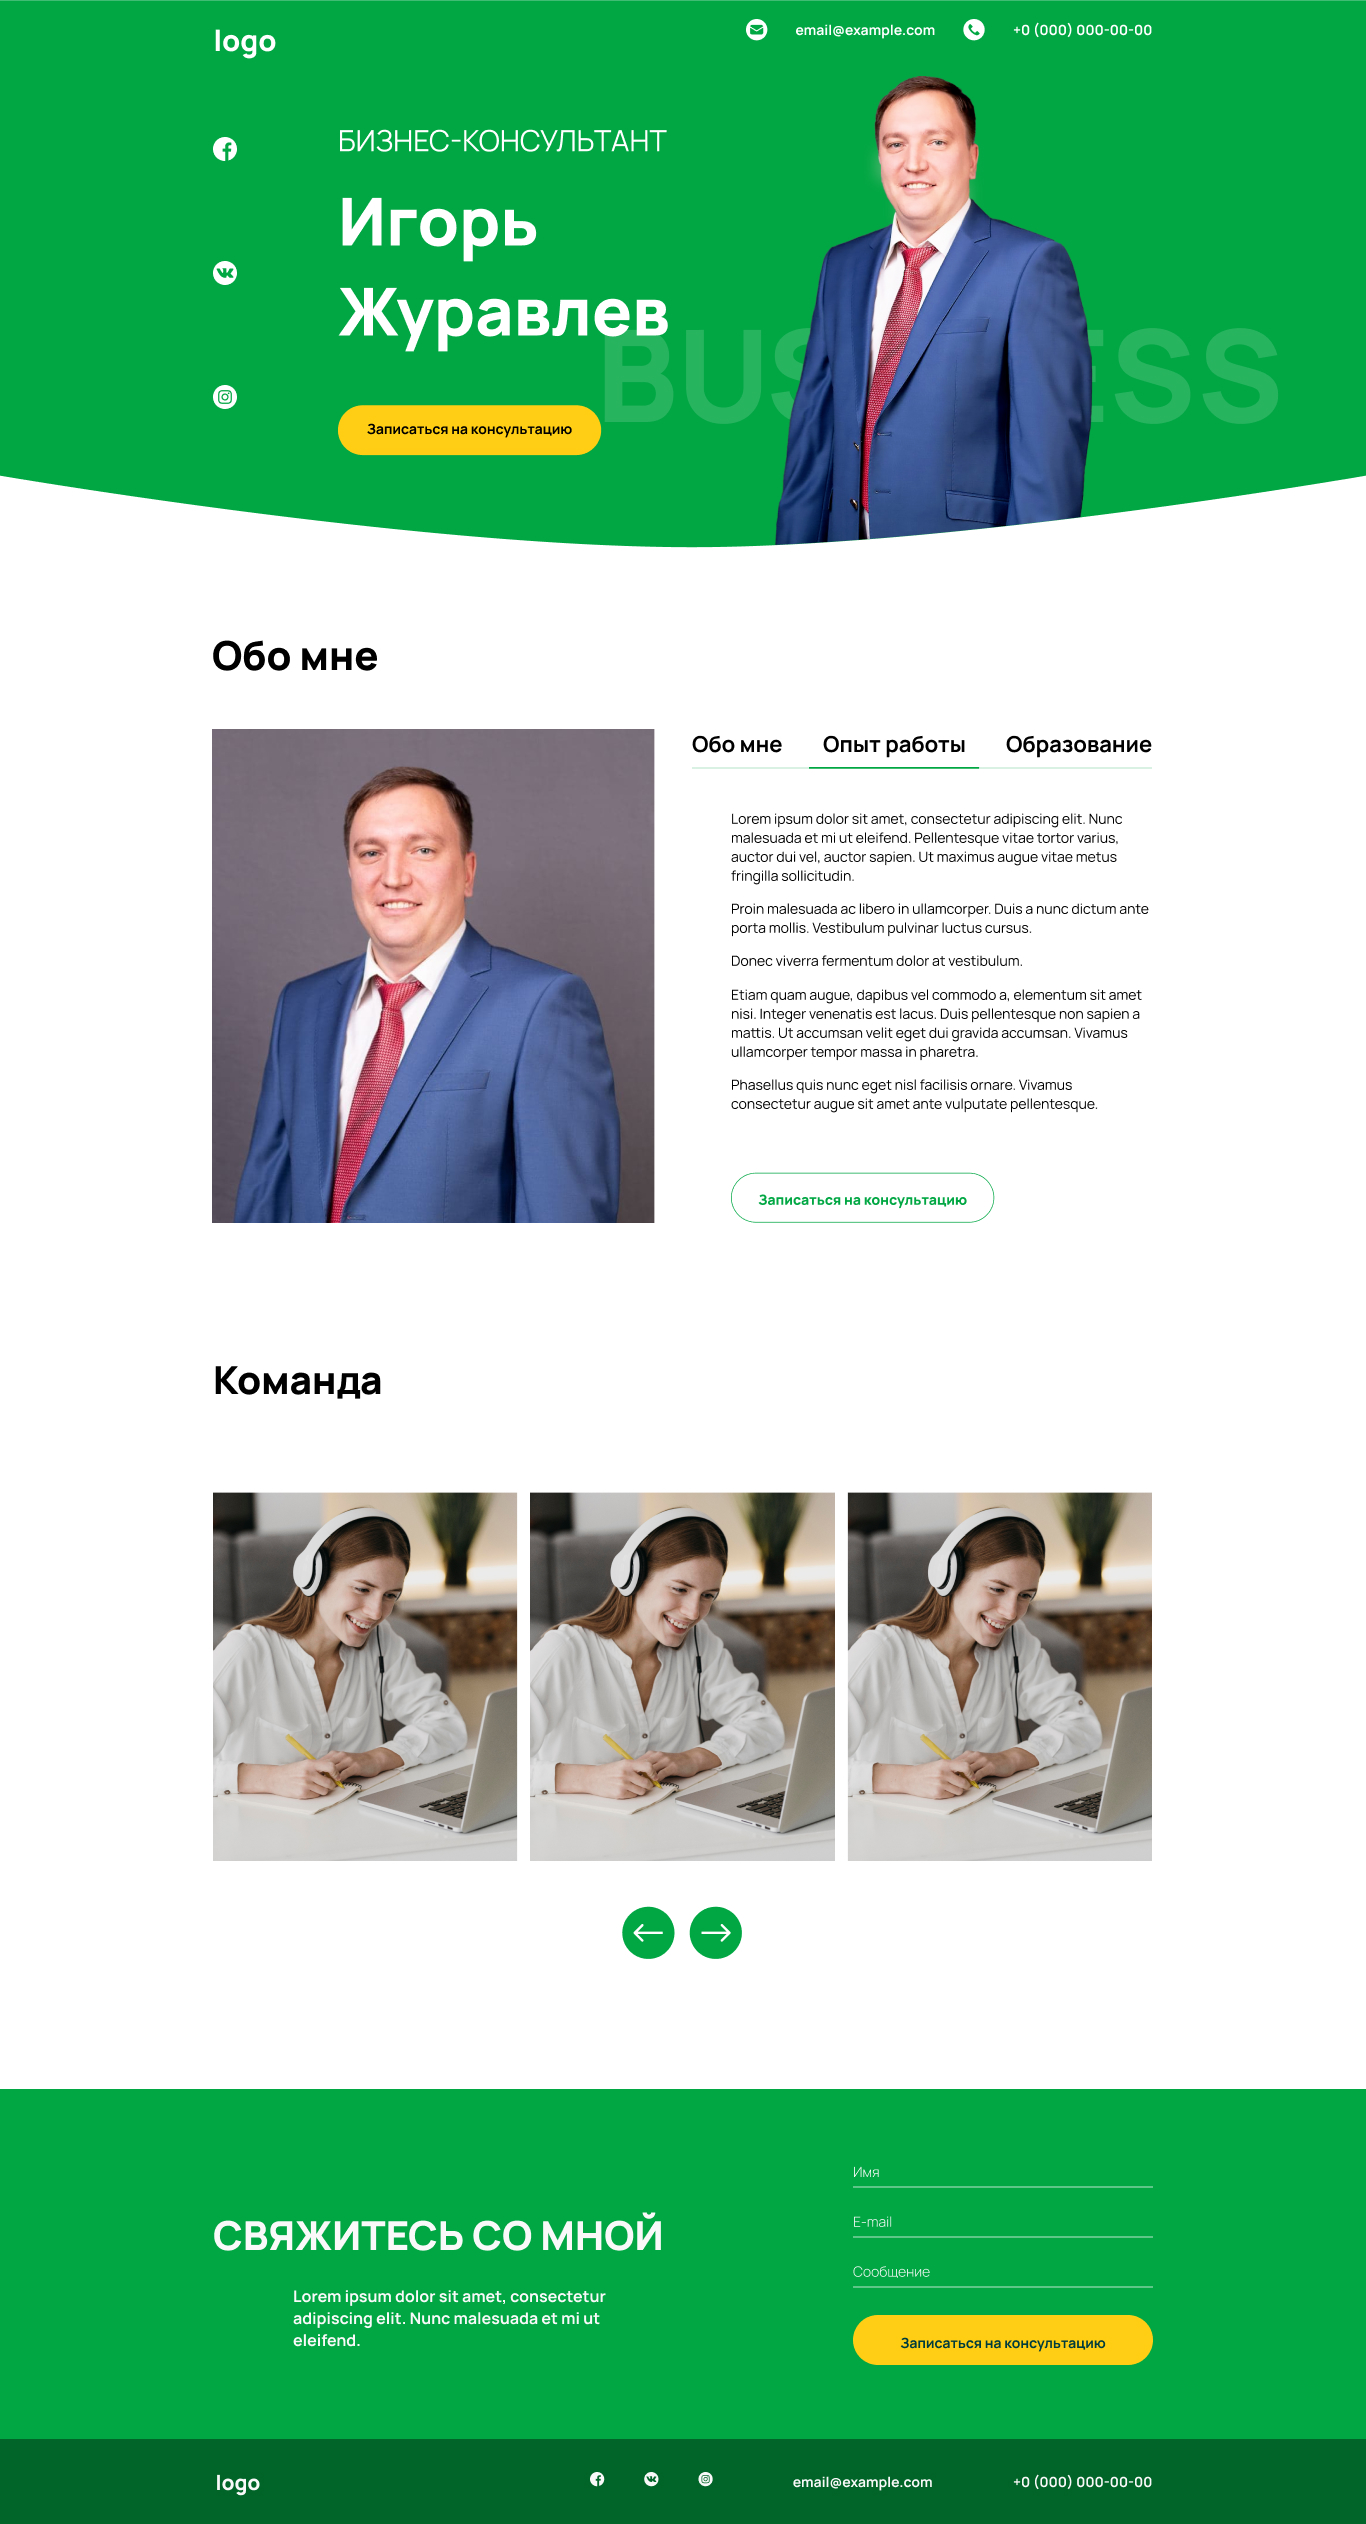 logo
email@example.com
+0 (000) 000-00-00
БИЗНЕС-КОНСУЛЬТАНТ
Игорь
Журавлев
BUS ESS
Записаться на консультацию
Обо мне
Обо мне
Опыт работы
Образование
Lorem ipsum dolor sit amet, consectetur adipiscing elit. Nunc
malesuada et mi ut eleifend. Pellentesque vitae tortor varius,
auctor dui vel, auctor sapien. Ut maximus augue vitae metus
fringilla sollicitudin.
Proin malesuada ac libero in ullamcorper. Duis a nunc dictum ante
porta mollis. Vestibulum pulvinar luctus cursus.
Donec viverra fermentum dolor at vestibulum.
Etiam quam augue, dapibus vel commodo a, elementum sit amet
nisi. Integer venenatis est lacus. Duis pellentesque non sapien a
mattis. Ut accumsan velit eget dui gravida accumsan. Vivamus
ullamcorper tempor massa in pharetra.
Phasellus quis nunc eget nisl facilisis ornare. Vivamus
consectetur augue sit amet ante vulputate pellentesque.
Записаться на консультацию
Команда
СВЯЖИТЕСЬ СО МНОЙ
Lorem ipsum dolor sit amet, consectetur
adipiscing elit. Nunc malesuada et mi ut
eleifend.
Имя
E-mail
Сообщение
Записаться на консультацию
logo
email@example.com
+0 (000) 000-00-00